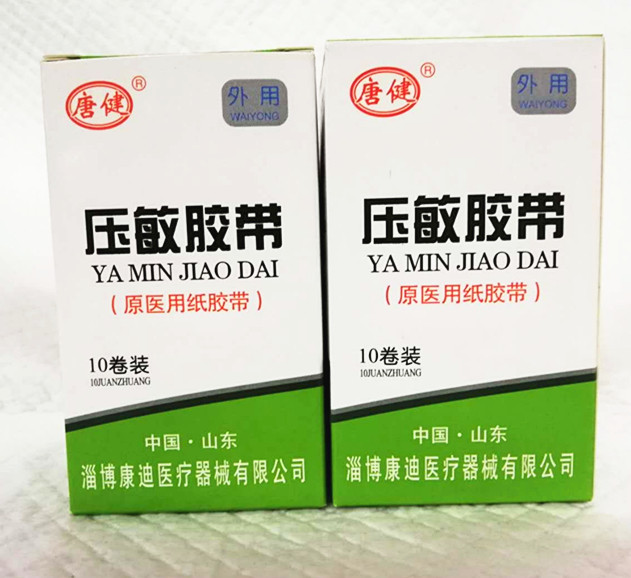 唐健®
外用
WAIYONG
压敏胶带
YA MIN JIAO DAI
(原医用纸胶带)
10卷装
10JUANZHUANG
中国·山东
淄博康迪医疗器械有限公司
唐健®
外用
WAIYONG
压敏胶带
YA MIN JIAO DAI
(原医用纸胶带)
10卷装
10JUANZHUANG
中国·山东
淄博康迪医疗器械有限公司